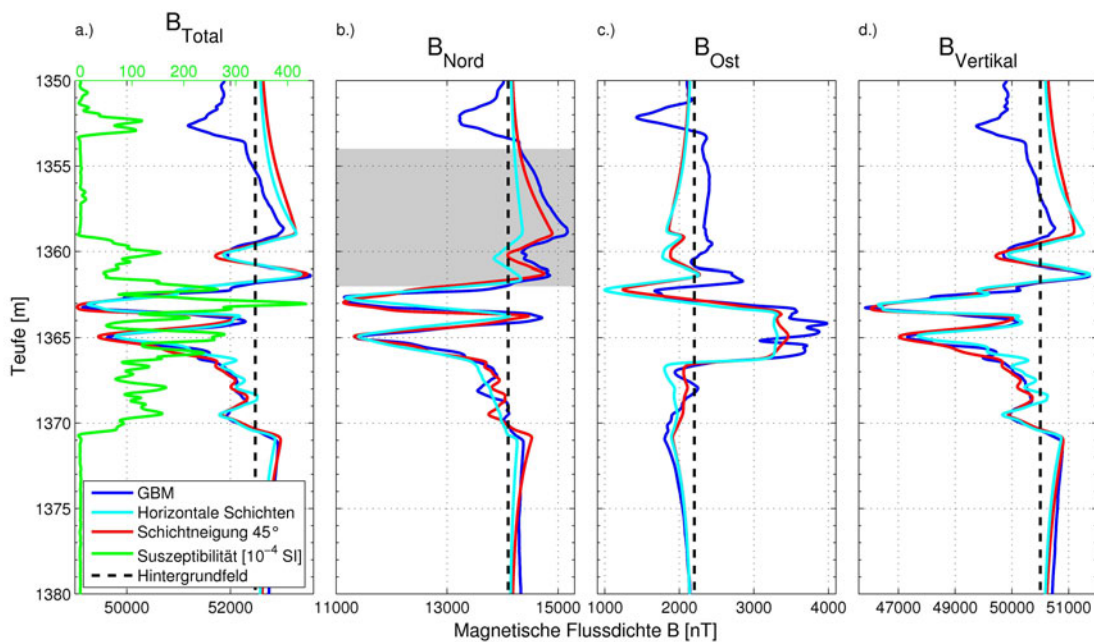 a.)
B_Total
b.)
B_Nord
c.)
B_Ost
d.)
B_Vertikal
0 100 200 300 400
1350
1355
1360
1365
1370
1375
1380
Teufe [m]
GBM
Horizontale Schichten
Schichtneigung 45°
Suszeptibilität [10⁻⁴ SI]
Hintergrundfeld
50000 52000
11000 13000 15000
1000 2000 3000 4000
47000 48000 49000 50000 51000
Magnetische Flussdichte B [nT]